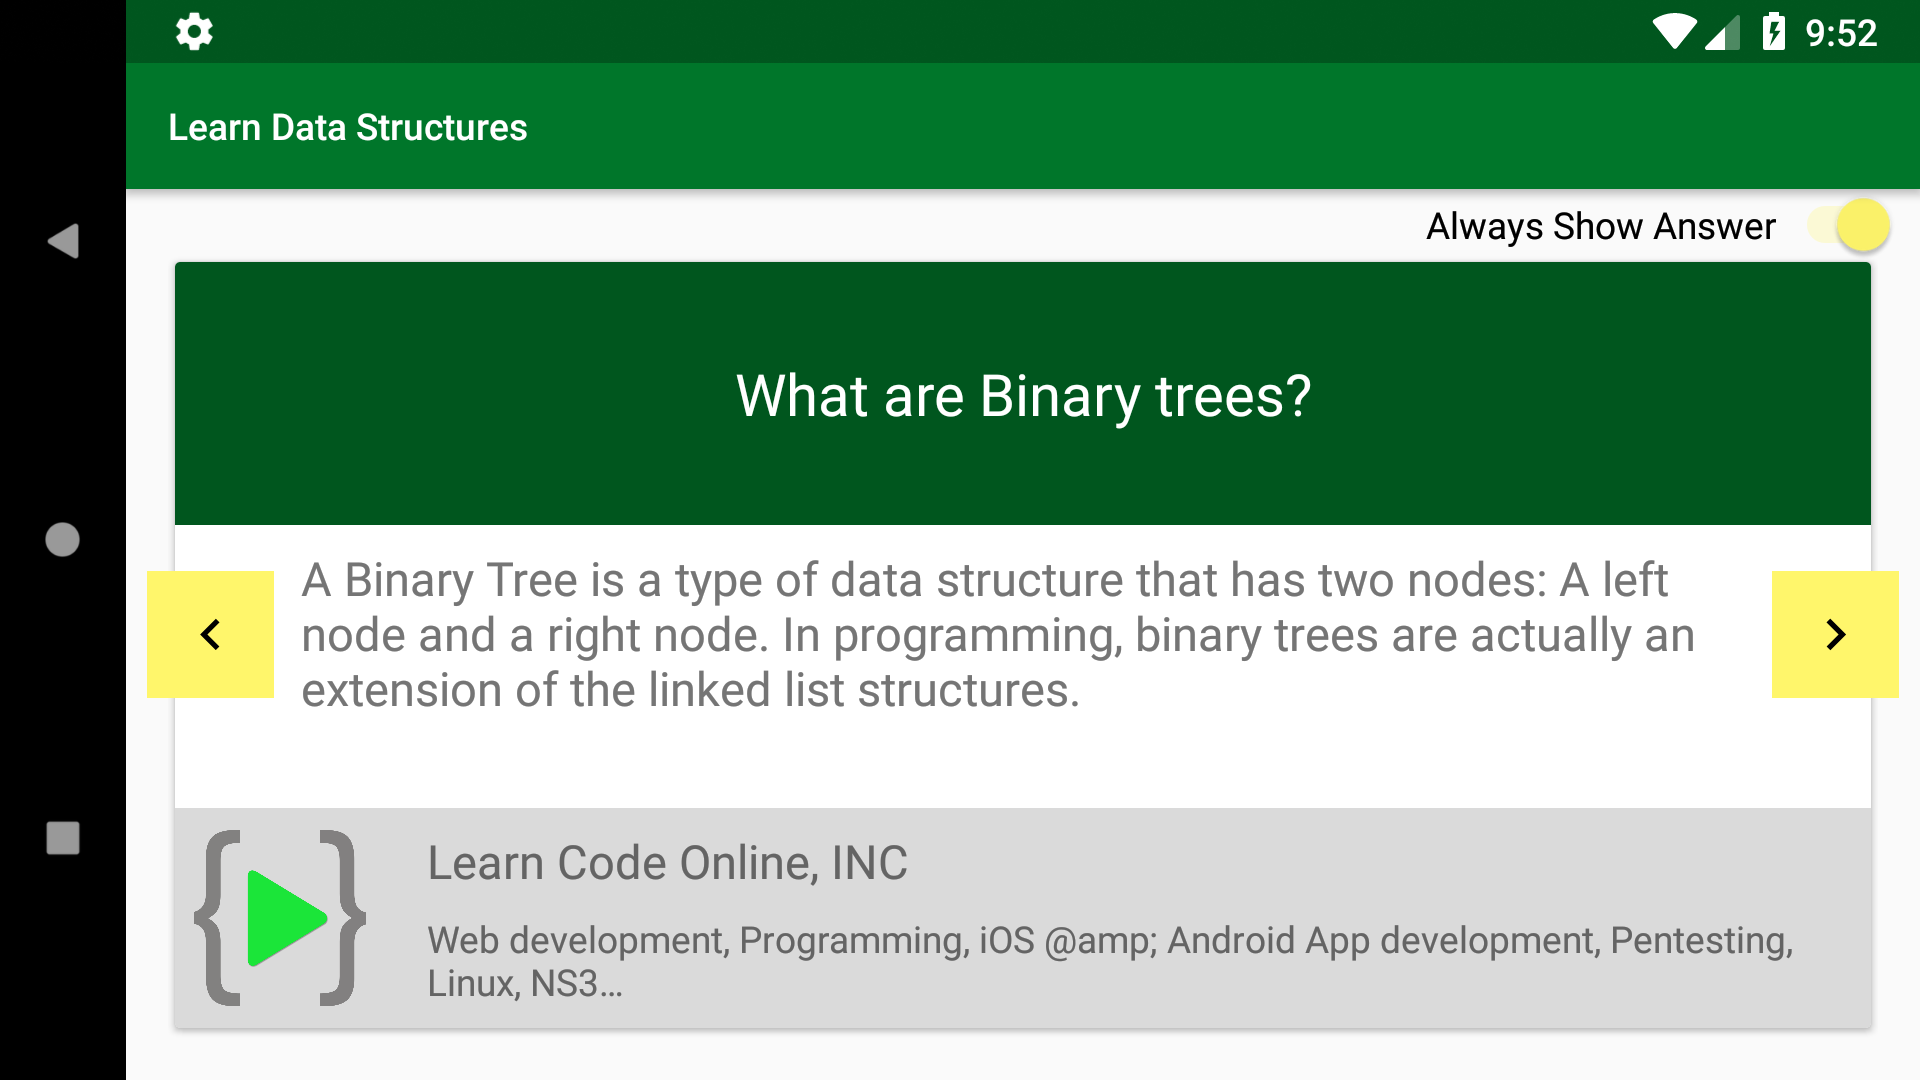 9:52
Learn Data Structures
Always Show Answer
What are Binary trees?
A Binary Tree is a type of data structure that has two nodes: A left
node and a right node. In programming, binary trees are actually an
extension of the linked list structures.
Learn Code Online, INC
Web development, Programming, iOS @amp; Android App development, Pentesting,
Linux, NS3...